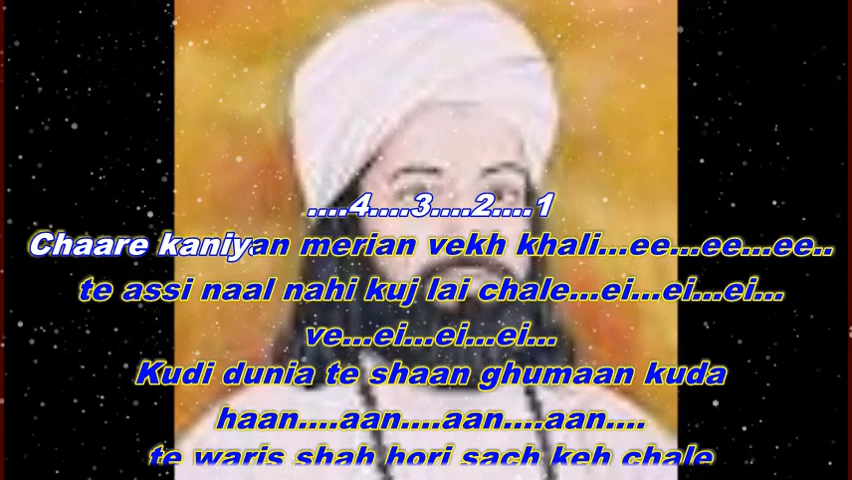 ....4....3....2....1
Chaare kaniyan merian vekh khali...ee...ee...ee..
te assi naal nahi kuj lai chale...ei...ei...ei...
ve...ei...ei...ei...
Kudi dunia te shaan ghumaan kuda
haan....aan....aan....aan....
te waris shah hori sach keh chale